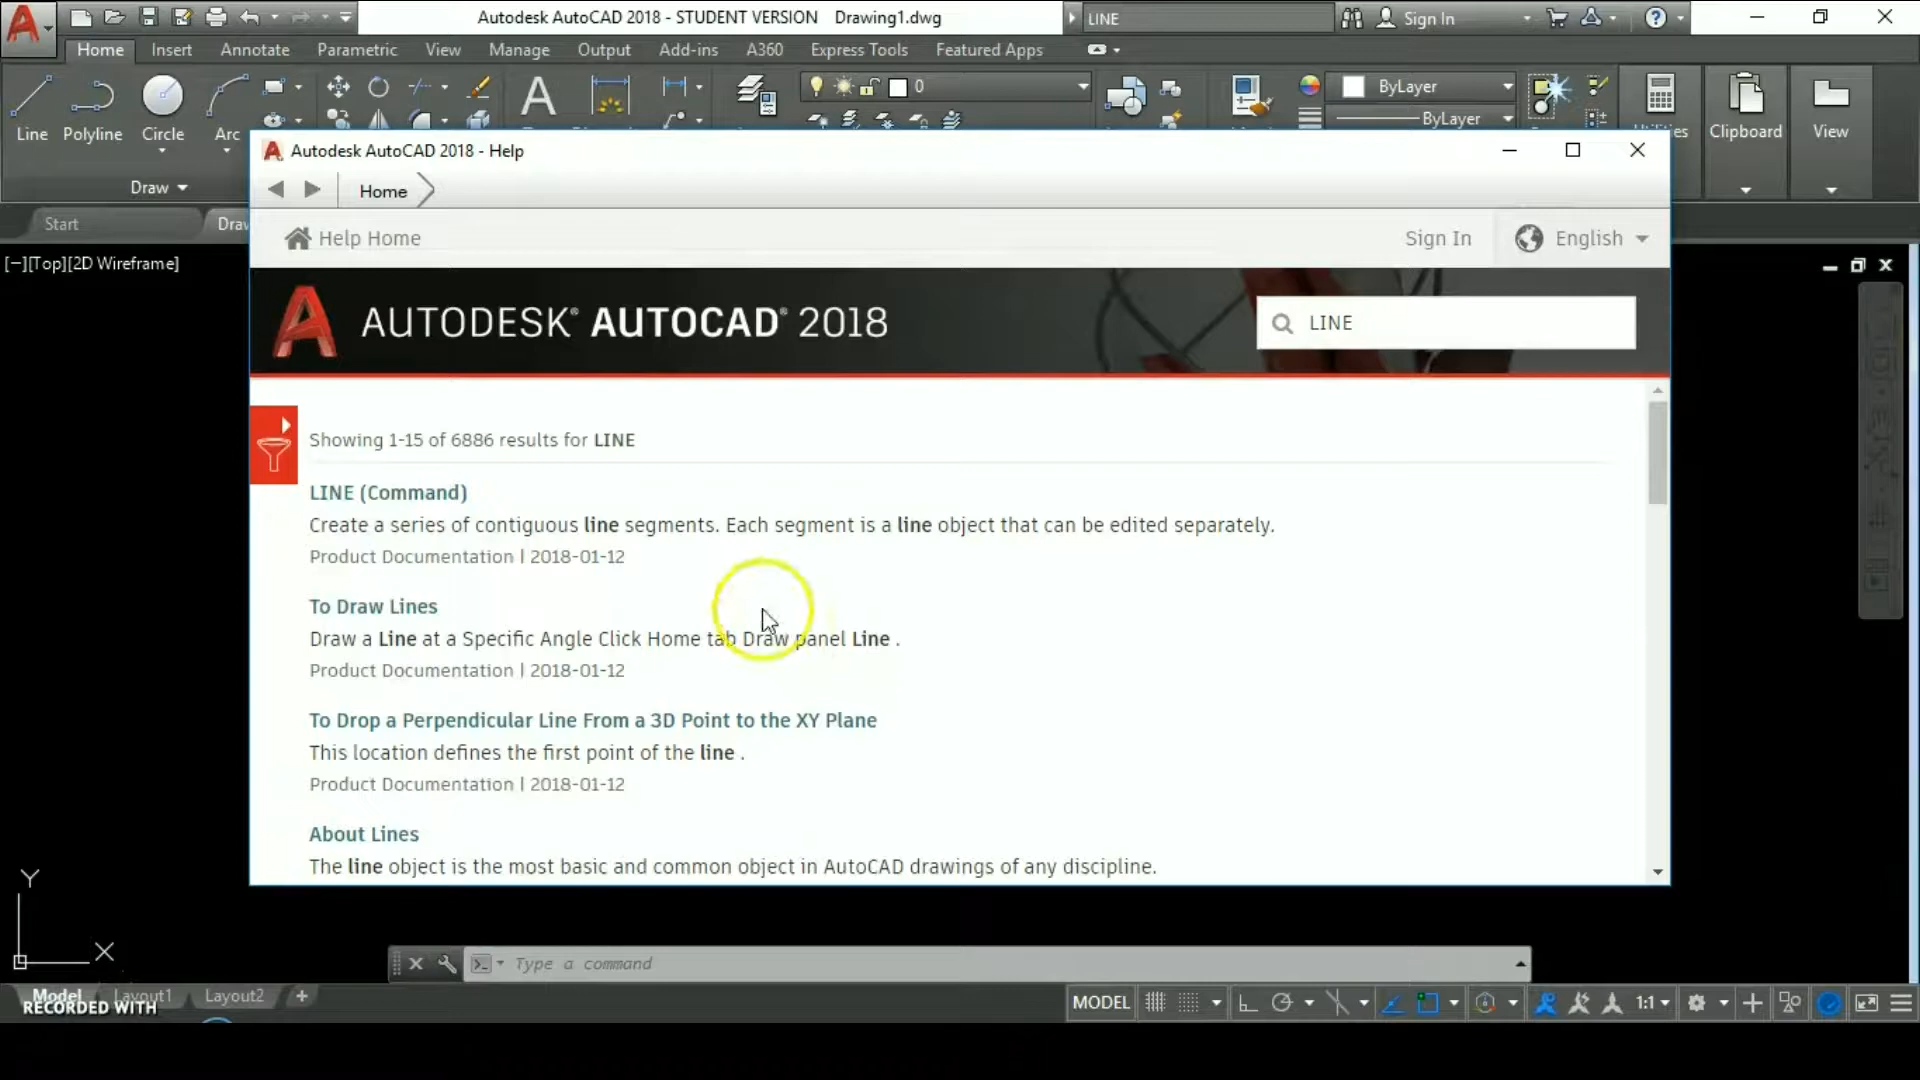 Autodesk AutoCAD 2018 - STUDENT VERSION Drawing1.dwg
LINE
Sign In
Home Insert Annotate Parametric View Manage Output Add-ins A360 Express Tools Featured Apps
A
0
ByLayer
Line Polyline Circle Arc
ByLayer
Clipboard
View
Draw
Start
Autodesk AutoCAD 2018 - Help
Home
Help Home
Sign In
English
[−][Top][2D Wireframe]
AUTODESK® AUTOCAD® 2018
LINE
Showing 1-15 of 6886 results for LINE
LINE (Command)
Create a series of contiguous line segments. Each segment is a line object that can be edited separately.
Product Documentation | 2018-01-12
To Draw Lines
Draw a Line at a Specific Angle Click Home tab Draw panel Line .
Product Documentation | 2018-01-12
To Drop a Perpendicular Line From a 3D Point to the XY Plane
This location defines the first point of the line .
Product Documentation | 2018-01-12
About Lines
The line object is the most basic and common object in AutoCAD drawings of any discipline.
Y
X
Type a command
Model Layout1 Layout2 +
RECORDED WITH
MODEL
1:1